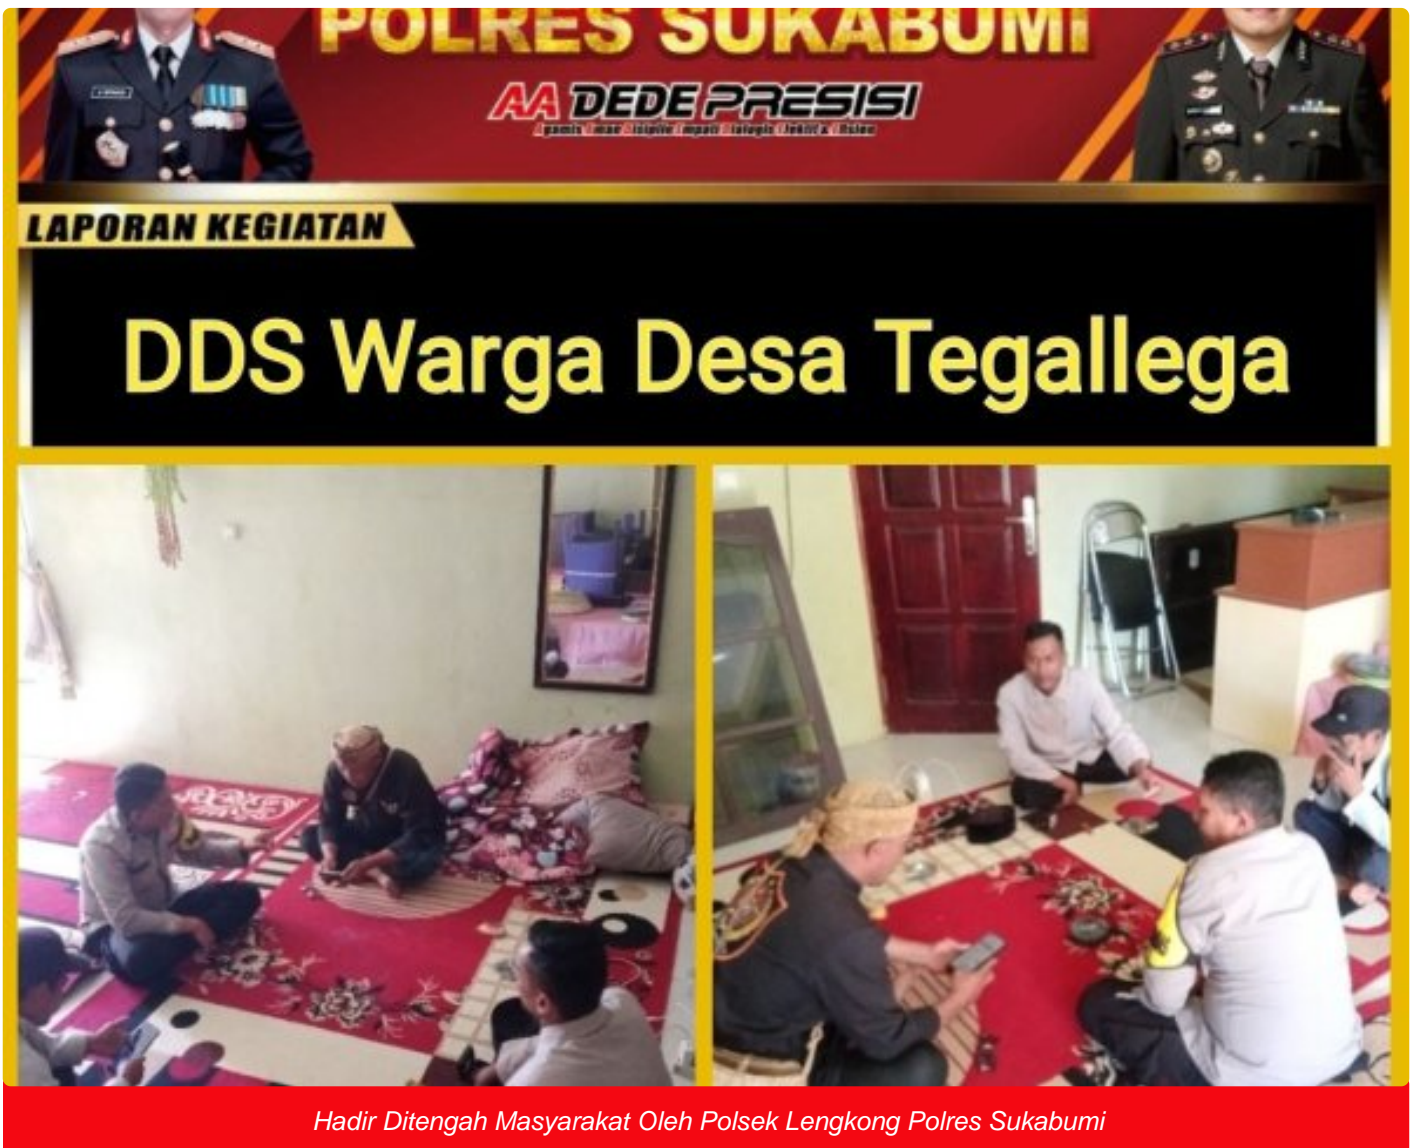 POLRES SUKABUMI
AA DEDE PRESISI
LAPORAN KEGIATAN
DDS Warga Desa Tegallega
Hadir Ditengah Masyarakat Oleh Polsek Lengkong Polres Sukabumi